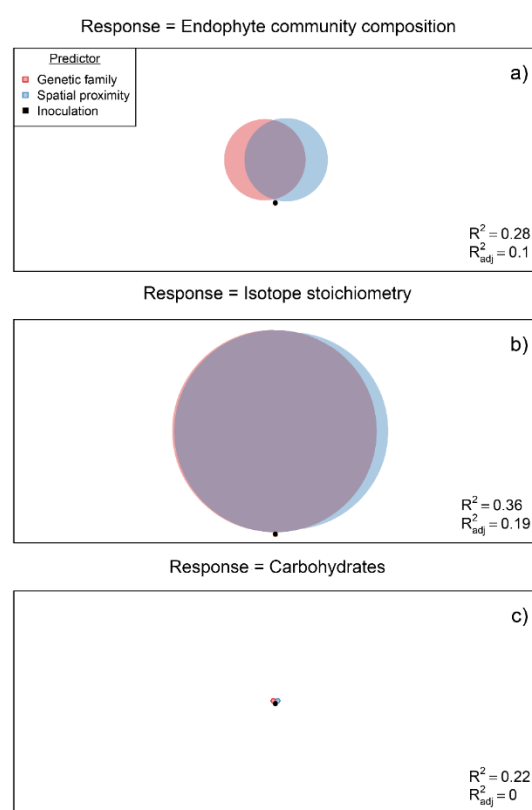 Response = Endophyte community composition
Predictor
Genetic family
Spatial proximity
Inoculation
a)
R² = 0.28
R²adj = 0.1
Response = Isotope stoichiometry
b)
R² = 0.36
R²adj = 0.19
Response = Carbohydrates
c)
R² = 0.22
R²adj = 0